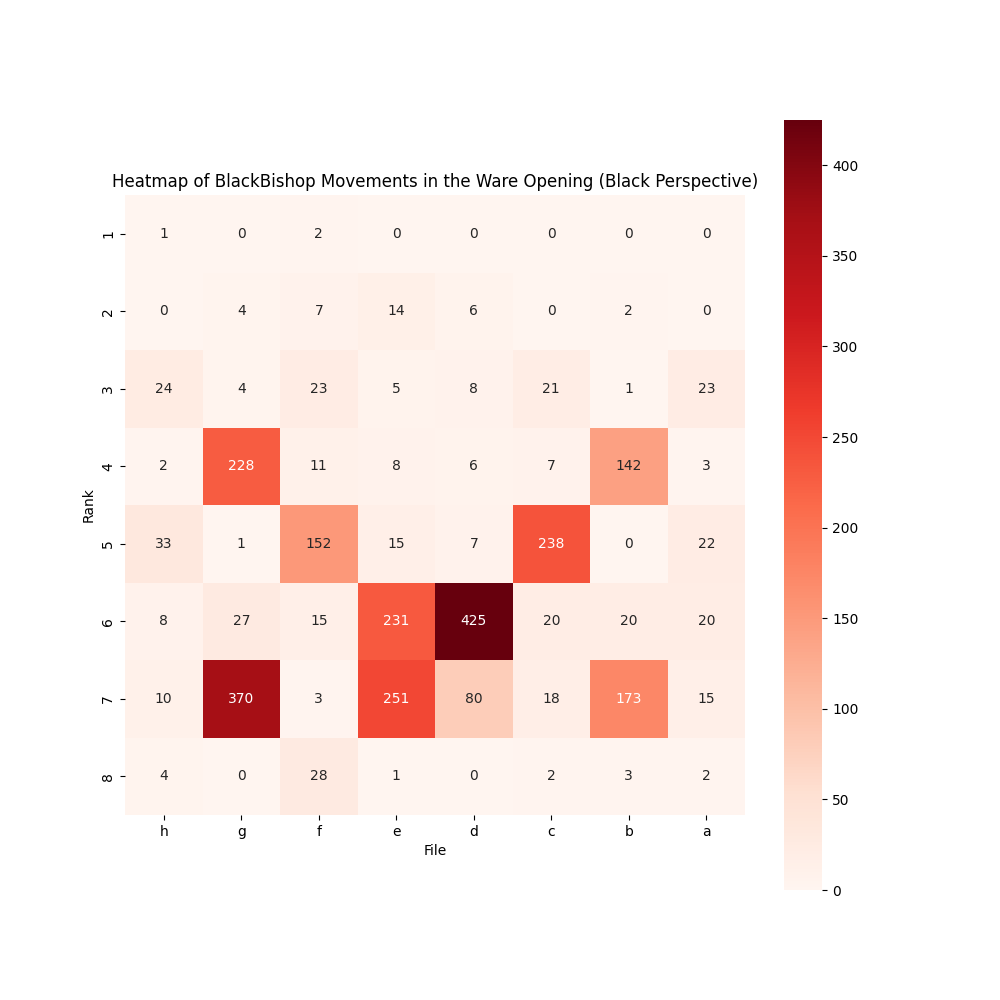 Heatmap of BlackBishop Movements in the Ware Opening (Black Perspective)
1 1 0 2 0 0 0 0 0
2 0 4 7 14 6 0 2 0
3 24 4 23 5 8 21 1 23
4 2 228 11 8 6 7 142 3
5 33 1 152 15 7 238 0 22
6 8 27 15 231 425 20 20 20
7 10 370 3 251 80 18 173 15
8 4 0 28 1 0 2 3 2
h g f e d c b a
Rank
File
400
350
300
250
200
150
100
50
0